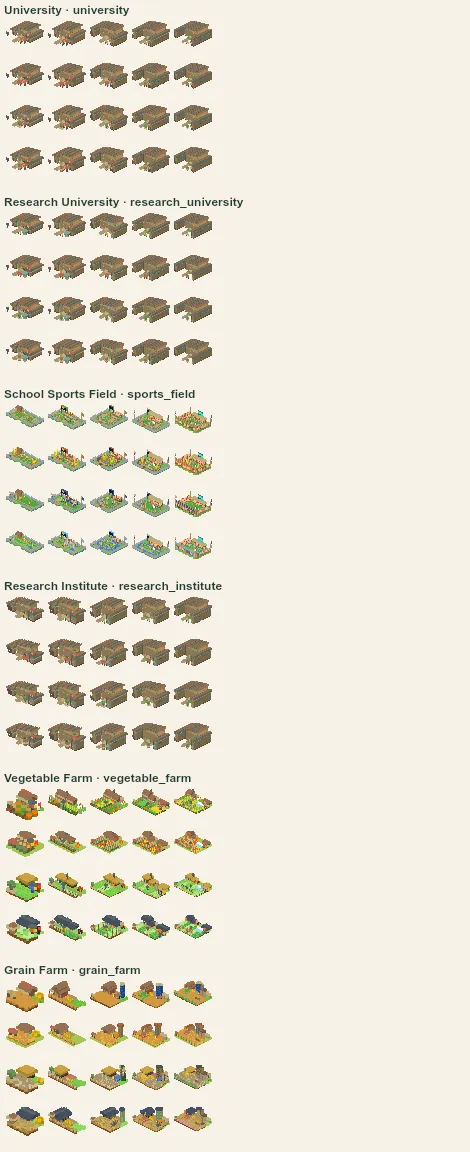 University · university
Research University · research_university
School Sports Field · sports_field
Research Institute · research_institute
Vegetable Farm · vegetable_farm
Grain Farm · grain_farm